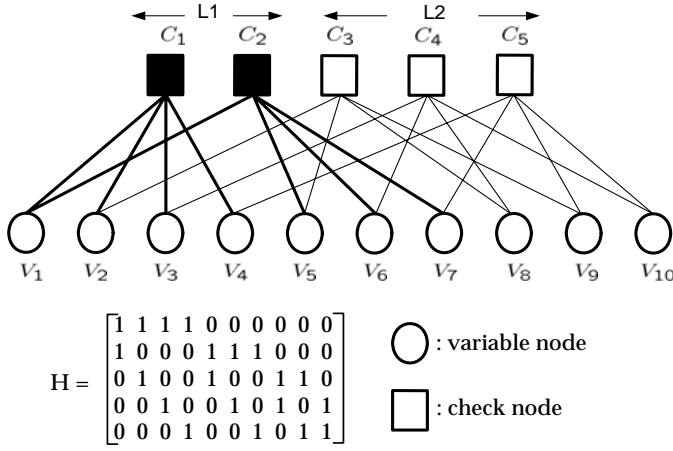 L1 L2
C1 C2 C3 C4 C5
V1 V2 V3 V4 V5 V6 V7 V8 V9 V10
1 1 1 1 0 0 0 0 0 0
1 0 0 0 1 1 1 0 0 0
H = 0 1 0 0 1 0 0 1 1 0
0 0 1 0 0 1 0 1 0 1
0 0 0 1 0 0 1 0 1 1
: variable node
: check node